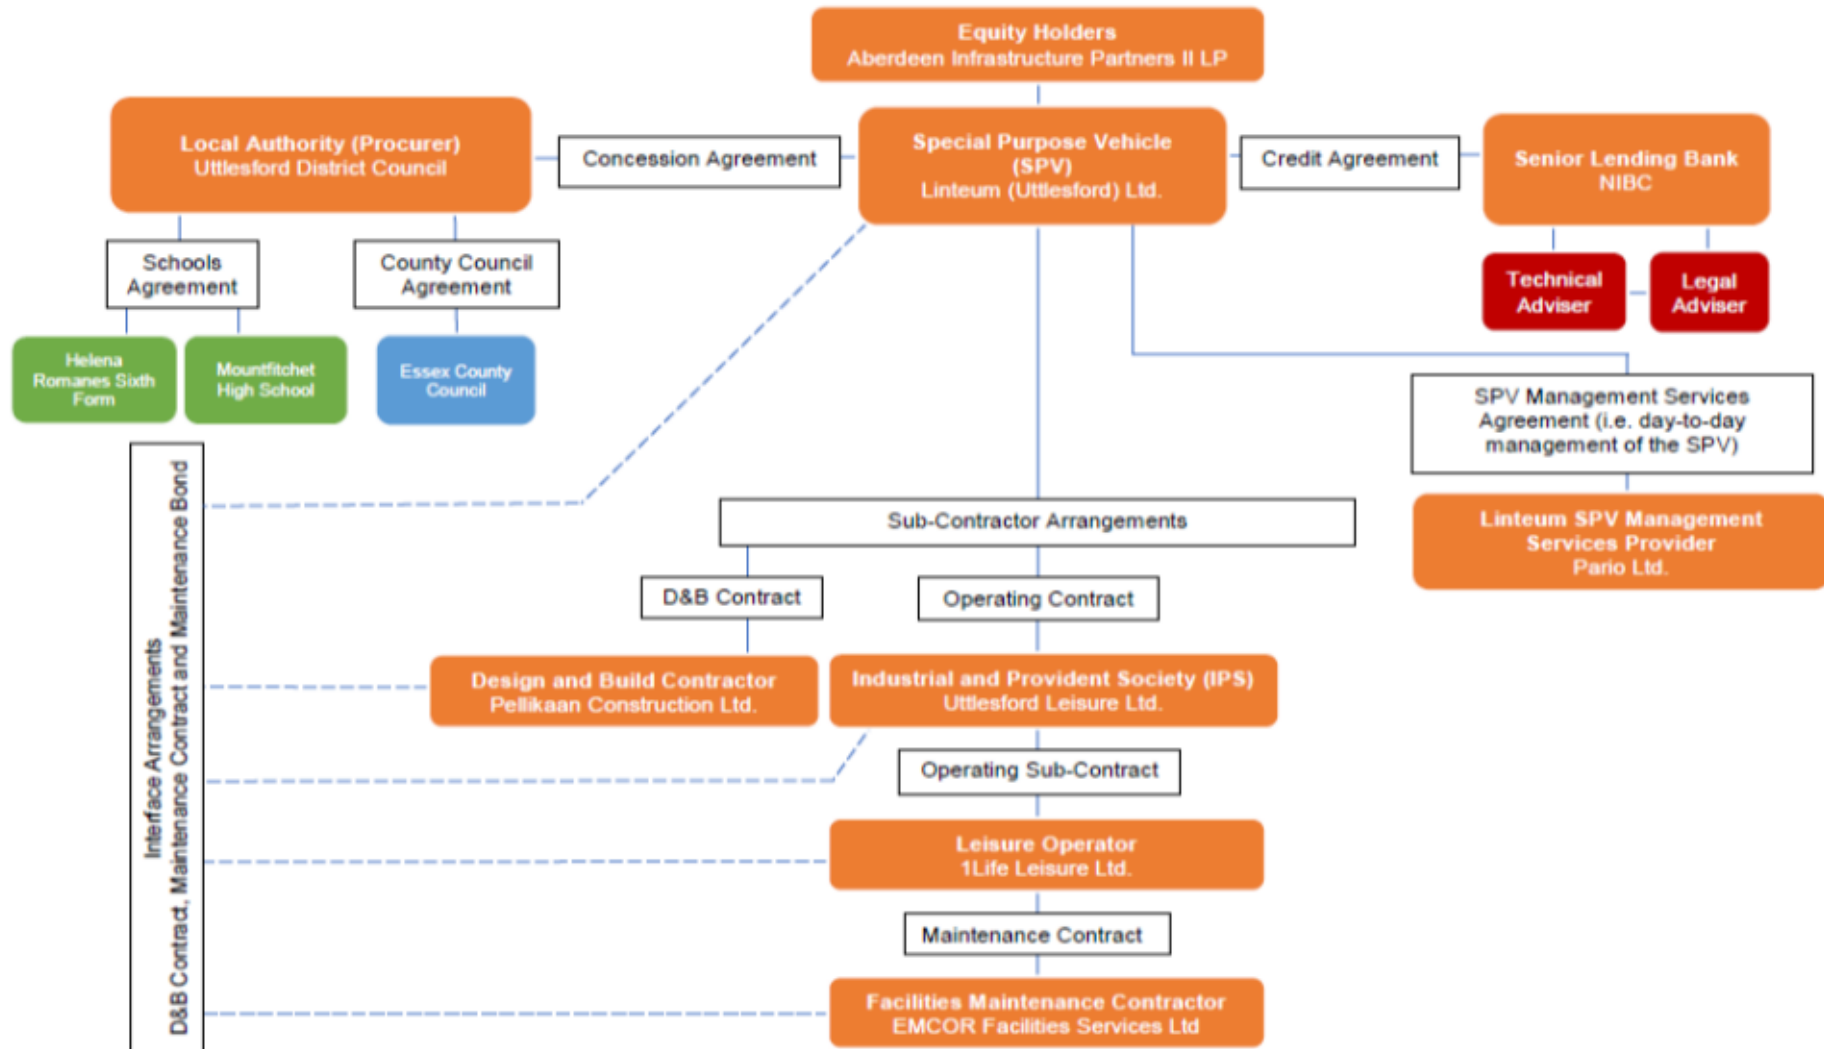 Equity Holders
Aberdeen Infrastructure Partners II LP
Local Authority (Procurer)
Uttlesford District Council
Concession Agreement
Special Purpose Vehicle
(SPV)
Linteum (Uttlesford) Ltd.
Credit Agreement
Senior Lending Bank
NIBC
Schools
Agreement
County Council
Agreement
Technical
Adviser
Legal
Adviser
Helena
Romanes Sixth
Form
Mountfitchet
High School
Essex County
Council
SPV Management Services
Agreement (i.e. day-to-day
management of the SPV)
Linteum SPV Management
Services Provider
Pario Ltd.
Interface Arrangements
D&B Contract, Maintenance Contract and Maintenance Bond
Sub-Contractor Arrangements
D&B Contract
Operating Contract
Design and Build Contractor
Pellikaan Construction Ltd.
Industrial and Provident Society (IPS)
Uttlesford Leisure Ltd.
Operating Sub-Contract
Leisure Operator
1Life Leisure Ltd.
Maintenance Contract
Facilities Maintenance Contractor
EMCOR Facilities Services Ltd